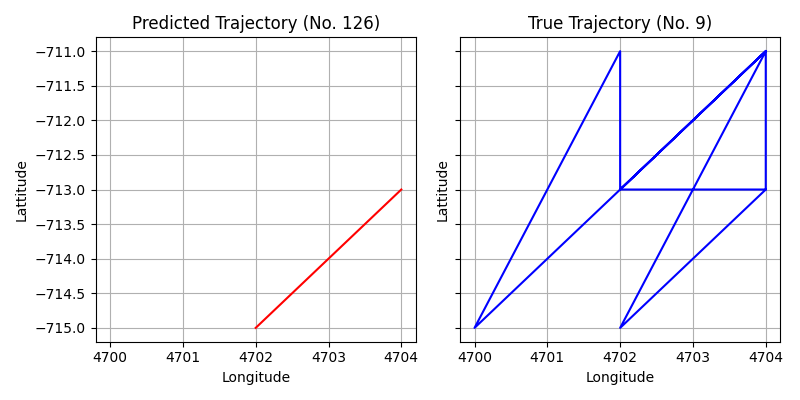 Predicted Trajectory (No. 126)
True Trajectory (No. 9)
−711.0
−711.5
−712.0
−712.5
−713.0
−713.5
−714.0
−714.5
−715.0
Lattitude
Lattitude
4700 4701 4702 4703 4704
4700 4701 4702 4703 4704
Longitude
Longitude